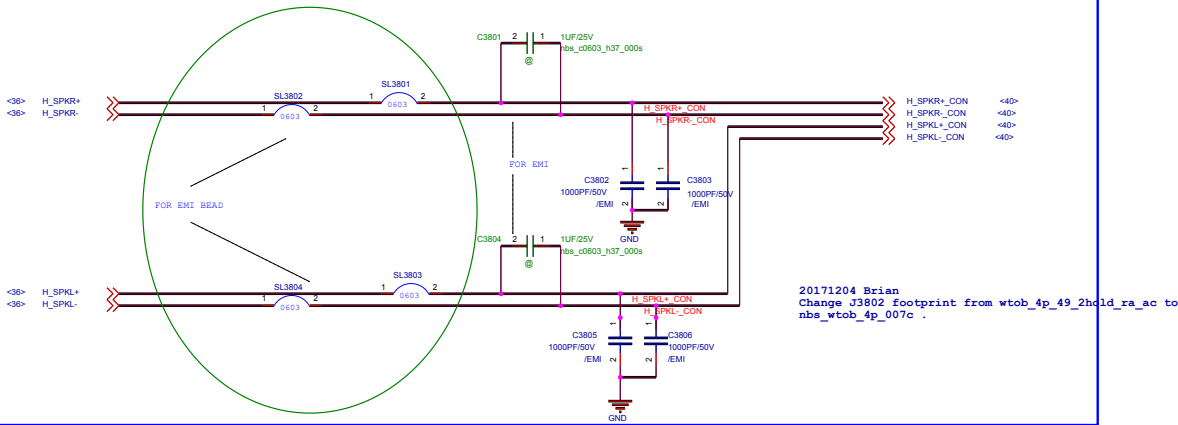 C3801 2 1 1UF/25V
nbs_c0603_h37_000s
@
SL3801
1 2
0603
SL3802
1 2
0603
<36> H_SPKR+
<36> H_SPKR-
H_SPKR+_CON
H_SPKR-_CON
H_SPKR+_CON <40>
H_SPKR-_CON <40>
H_SPKL+_CON <40>
H_SPKL-_CON <40>
FOR EMI
FOR EMI BEAD
1 1
C3802 C3803
1000PF/50V 1000PF/50V
/EMI /EMI
2 2
GND
C3804 2 1 1UF/25V
nbs_c0603_h37_000s
@
SL3803
1 2
0603
SL3804
1 2
0603
<36> H_SPKL+
<36> H_SPKL-
H_SPKL+_CON
H_SPKL-_CON
1 1
C3805 C3806
1000PF/50V 1000PF/50V
/EMI /EMI
2 2
GND
20171204 Brian
Change J3802 footprint from wtob_4p_49_2hold_ra_ac to
nbs_wtob_4p_007c .